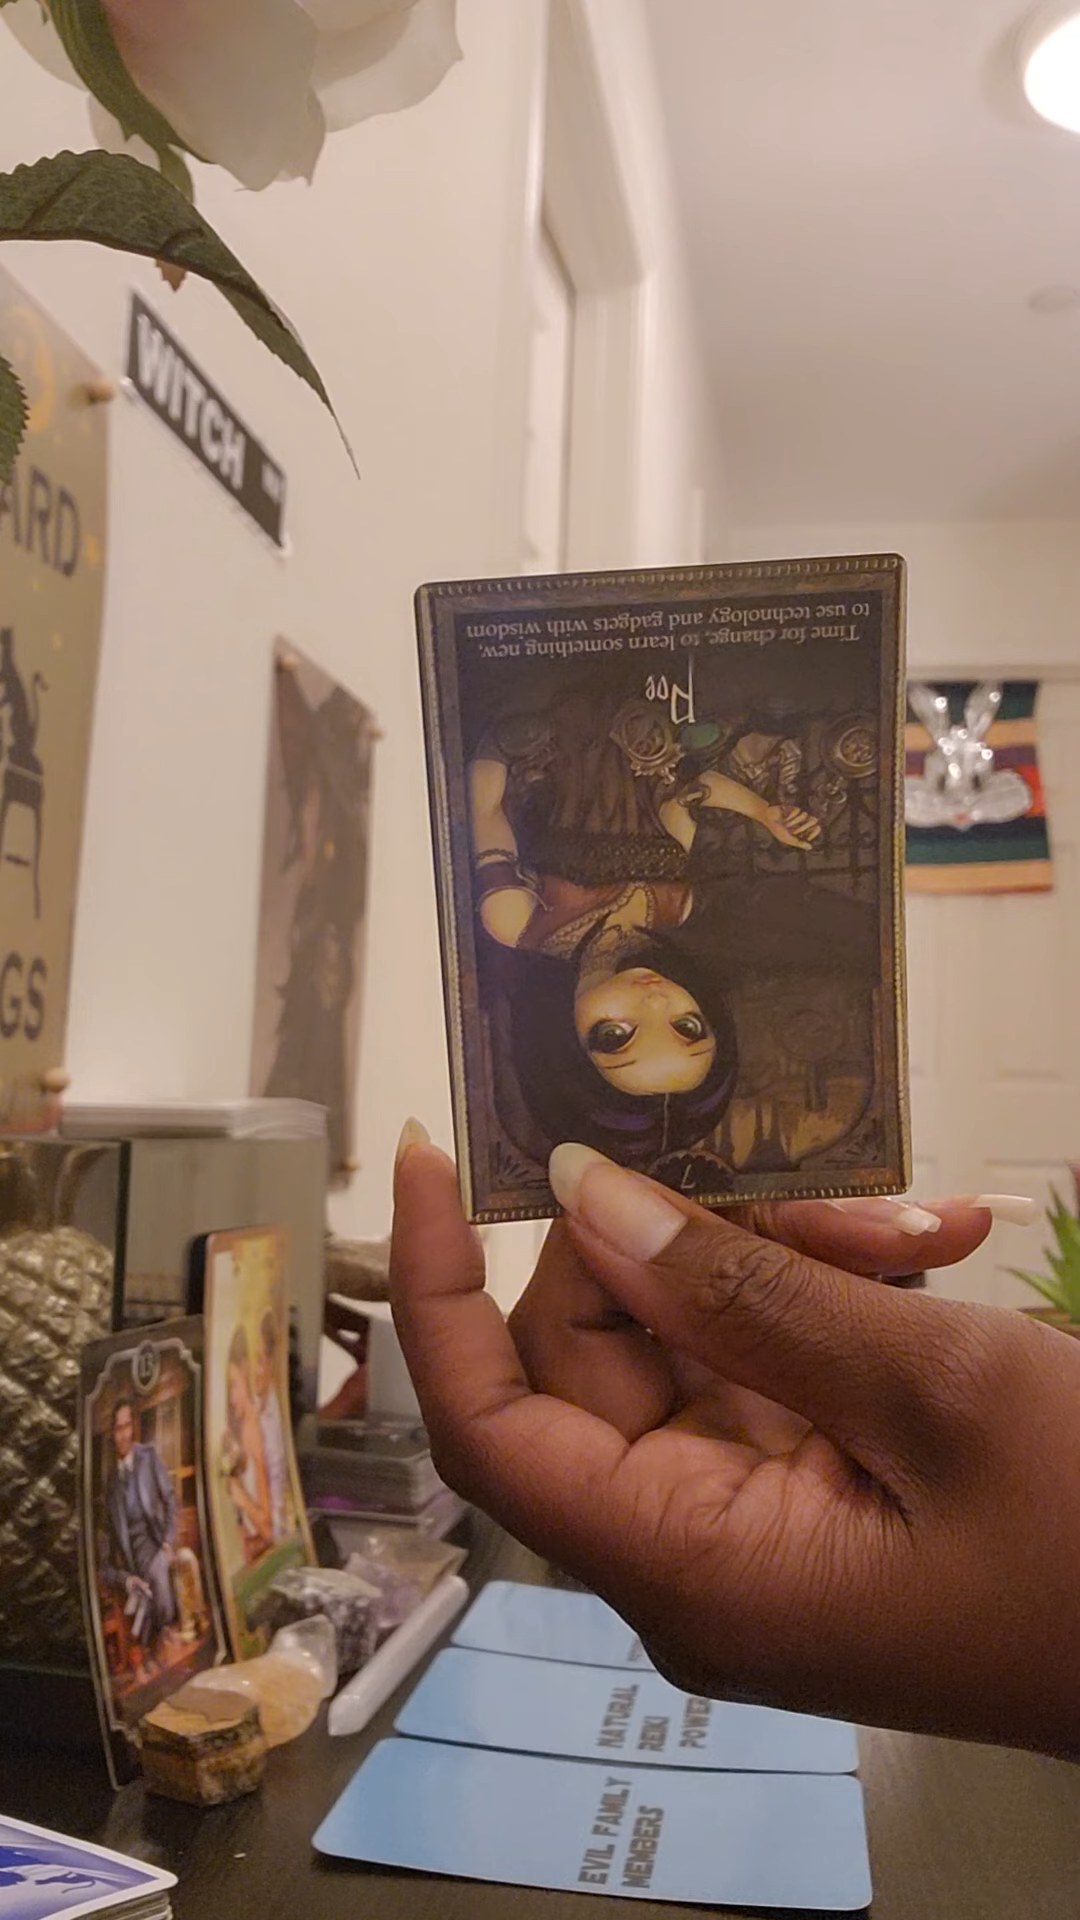 WITCH
ARD
GS
7
Noe
Time for change, to learn something new,
to use technology and gadgets with wisdom
13
NATURAL
REIKI
POWER
EVIL FAMILY
MEMBERS